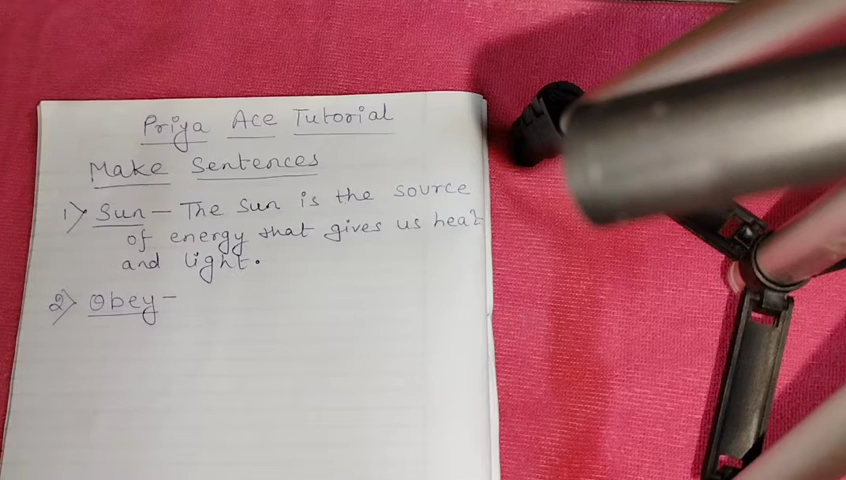 Priya Ace Tutorial
Make Sentences
1) Sun - The sun is the source
of energy that gives us heat
and light.
2) Obey -